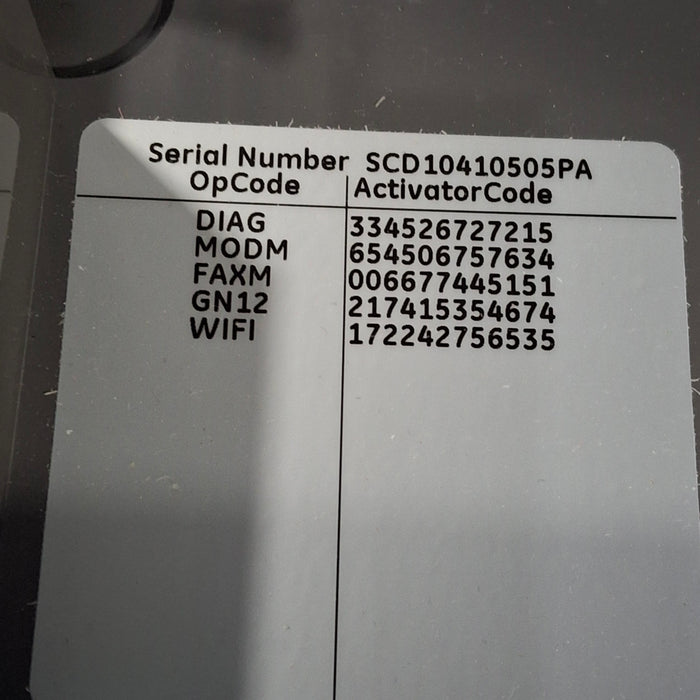 Serial Number SCD10410505PA
OpCode ActivatorCode
DIAG 334526727215
MODM 654506757634
FAXM 006677445151
GN12 217415354674
WIFI 172242756535